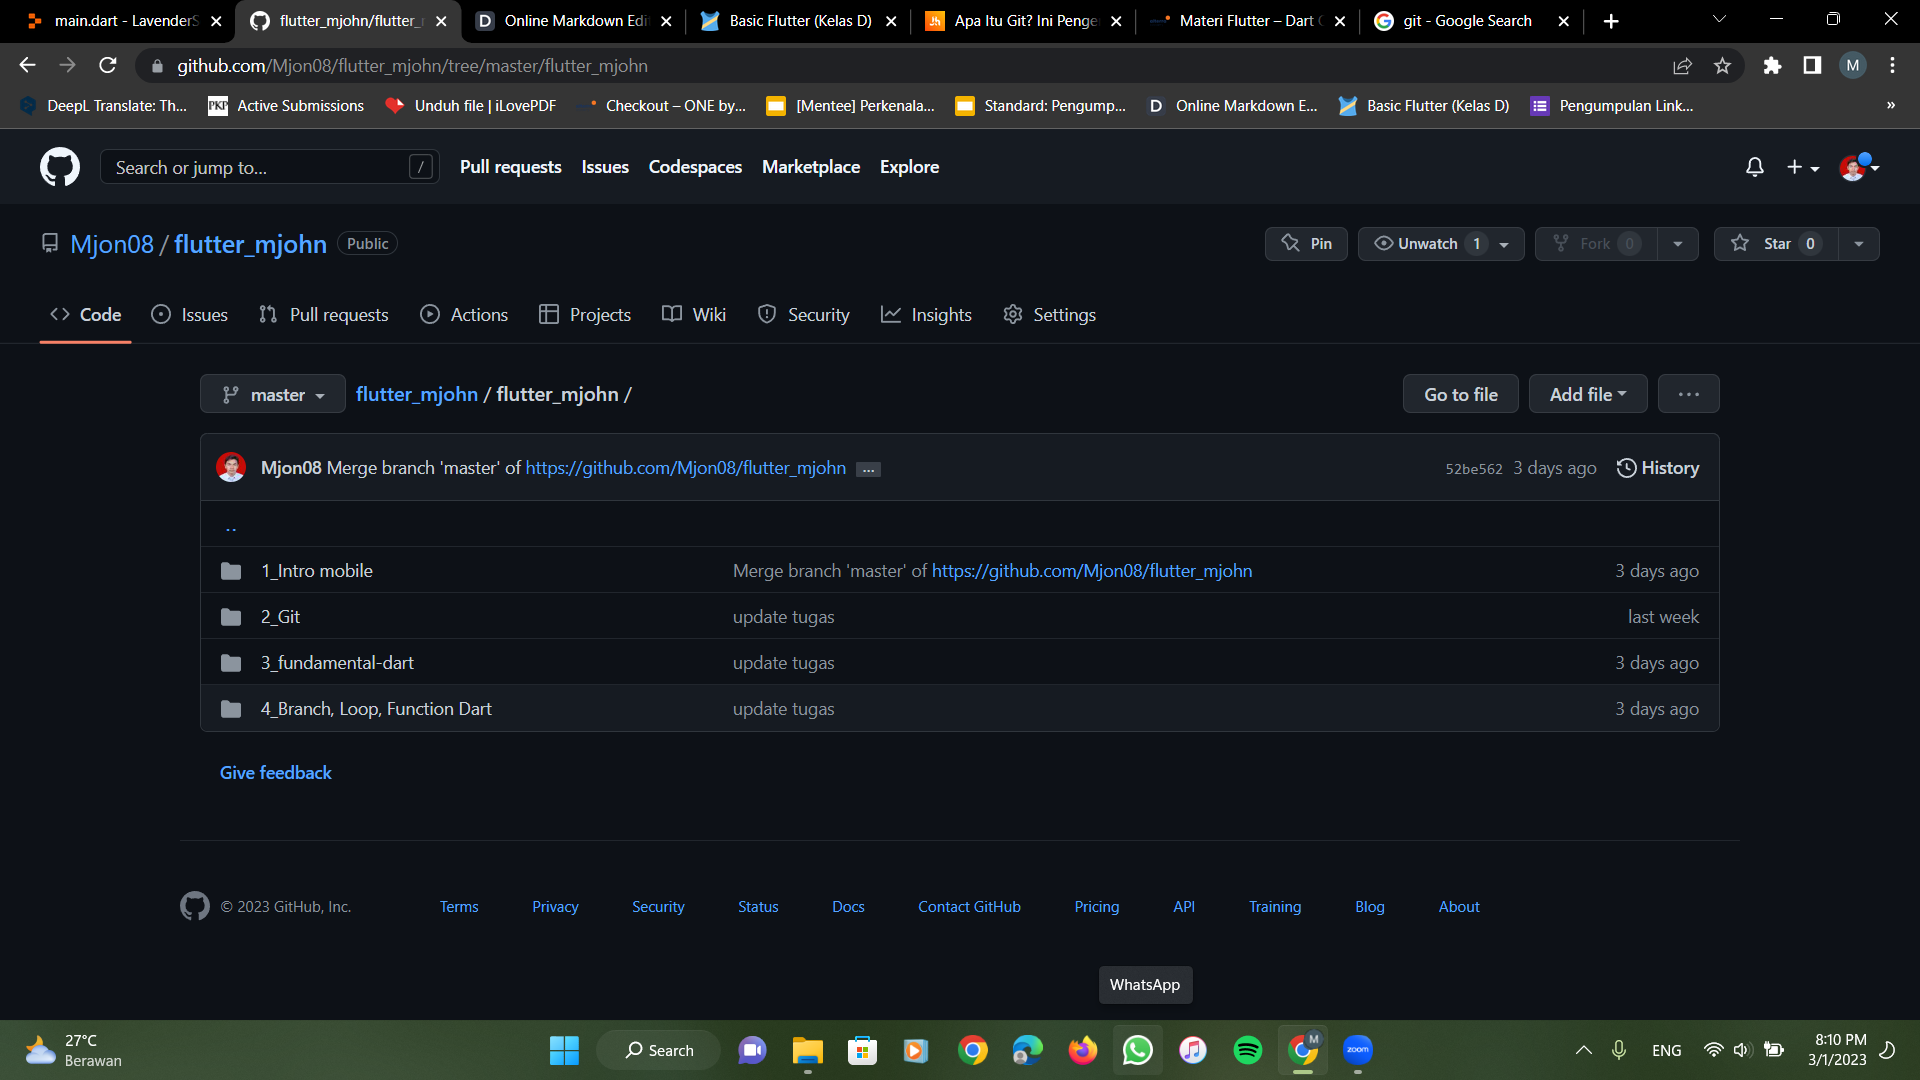 main.dart - LavenderS
flutter_mjohn/flutter_r
Online Markdown Edi
Basic Flutter (Kelas D)
Apa Itu Git? Ini Penge
Materi Flutter – Dart
git - Google Search
github.com/Mjon08/flutter_mjohn/tree/master/flutter_mjohn
M
DeepL Translate: Th...
PKP Active Submissions
Unduh file | iLovePDF
Checkout – ONE by...
[Mentee] Perkenala...
Standard: Pengump...
D Online Markdown E...
Basic Flutter (Kelas D)
Pengumpulan Link...
»
Search or jump to... /
Pull requests Issues Codespaces Marketplace Explore
Mjon08 / flutter_mjohn Public
Pin
Unwatch 1
Fork 0
Star 0
Code Issues Pull requests Actions Projects Wiki Security Insights Settings
master
flutter_mjohn / flutter_mjohn /
Go to file
Add file
...
Mjon08 Merge branch 'master' of https://github.com/Mjon08/flutter_mjohn ...
52be562 3 days ago History
..
1_Intro mobile Merge branch 'master' of https://github.com/Mjon08/flutter_mjohn 3 days ago
2_Git update tugas last week
3_fundamental-dart update tugas 3 days ago
4_Branch, Loop, Function Dart update tugas 3 days ago
Give feedback
© 2023 GitHub, Inc. Terms Privacy Security Status Docs Contact GitHub Pricing API Training Blog About
WhatsApp
27°C
Berawan
Search
M
zoom
ENG
8:10 PM
3/1/2023